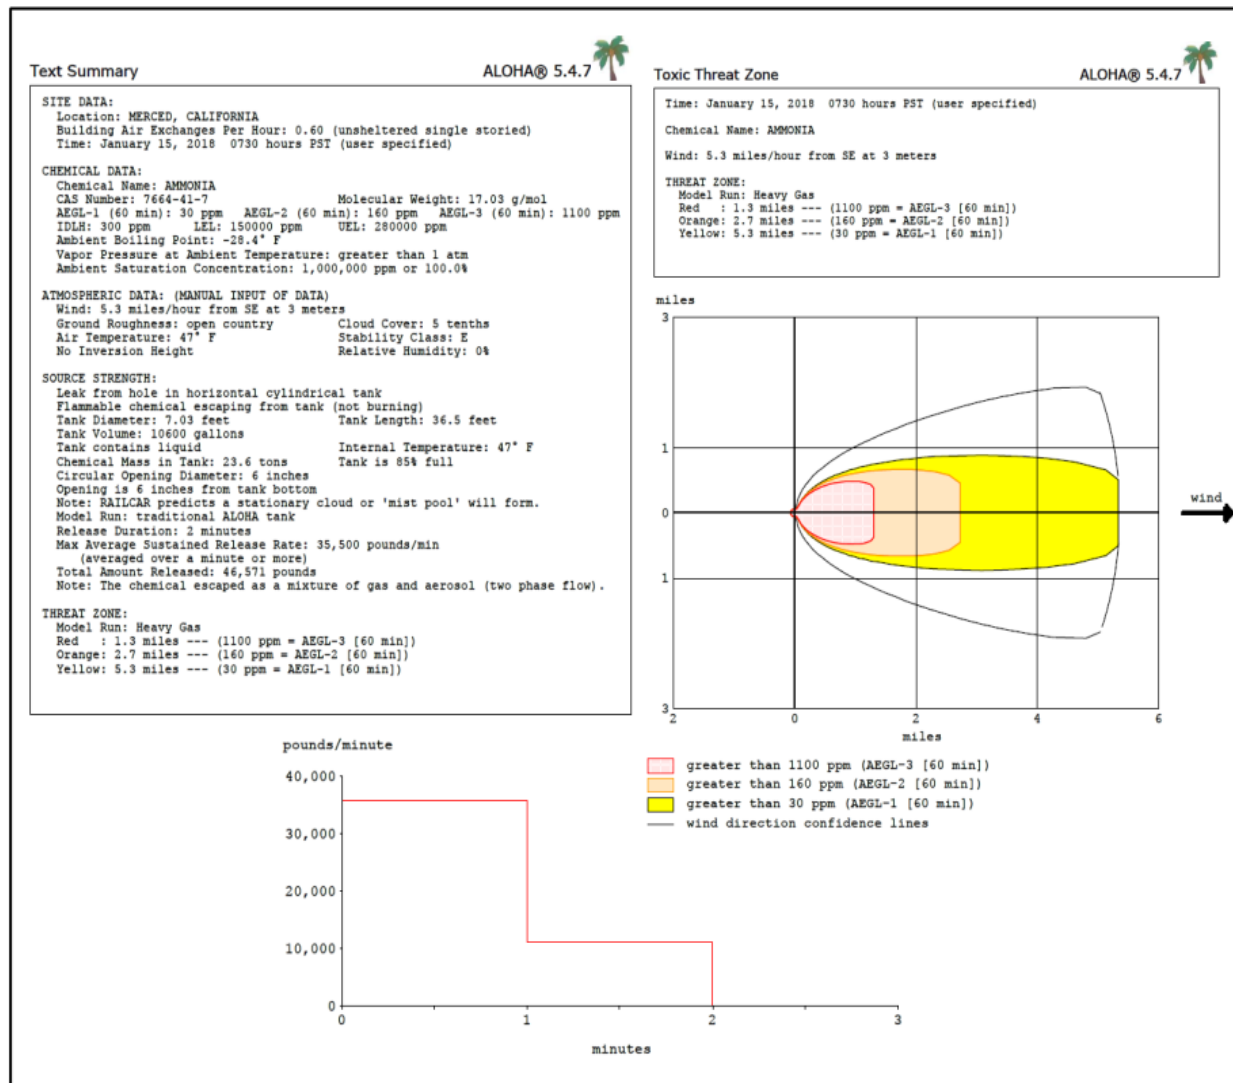 Text Summary
ALOHA® 5.4.7
SITE DATA:
Location: MERCED, CALIFORNIA
Building Air Exchanges Per Hour: 0.60 (unsheltered single storied)
Time: January 15, 2018 0730 hours PST (user specified)
CHEMICAL DATA:
Chemical Name: AMMONIA
CAS Number: 7664-41-7 Molecular Weight: 17.03 g/mol
AEGL-1 (60 min): 30 ppm AEGL-2 (60 min): 160 ppm AEGL-3 (60 min): 1100 ppm
IDLH: 300 ppm LEL: 150000 ppm UEL: 280000 ppm
Ambient Boiling Point: -28.4° F
Vapor Pressure at Ambient Temperature: greater than 1 atm
Ambient Saturation Concentration: 1,000,000 ppm or 100.0%
ATMOSPHERIC DATA: (MANUAL INPUT OF DATA)
Wind: 5.3 miles/hour from SE at 3 meters
Ground Roughness: open country Cloud Cover: 5 tenths
Air Temperature: 47° F Stability Class: E
No Inversion Height Relative Humidity: 0%
SOURCE STRENGTH:
Leak from hole in horizontal cylindrical tank
Flammable chemical escaping from tank (not burning)
Tank Diameter: 7.03 feet Tank Length: 36.5 feet
Tank Volume: 10600 gallons
Tank contains liquid Internal Temperature: 47° F
Chemical Mass in Tank: 23.6 tons Tank is 85% full
Circular Opening Diameter: 6 inches
Opening is 6 inches from tank bottom
Note: RAILCAR predicts a stationary cloud or 'mist pool' will form.
Model Run: traditional ALOHA tank
Release Duration: 2 minutes
Max Average Sustained Release Rate: 35,500 pounds/min
(averaged over a minute or more)
Total Amount Released: 46,571 pounds
Note: The chemical escaped as a mixture of gas and aerosol (two phase flow).
THREAT ZONE:
Model Run: Heavy Gas
Red : 1.3 miles --- (1100 ppm = AEGL-3 [60 min])
Orange: 2.7 miles --- (160 ppm = AEGL-2 [60 min])
Yellow: 5.3 miles --- (30 ppm = AEGL-1 [60 min])
Toxic Threat Zone
ALOHA® 5.4.7
Time: January 15, 2018 0730 hours PST (user specified)
Chemical Name: AMMONIA
Wind: 5.3 miles/hour from SE at 3 meters
THREAT ZONE:
Model Run: Heavy Gas
Red : 1.3 miles --- (1100 ppm = AEGL-3 [60 min])
Orange: 2.7 miles --- (160 ppm = AEGL-2 [60 min])
Yellow: 5.3 miles --- (30 ppm = AEGL-1 [60 min])
miles
3
1
0
1
3
2 0 2 4 6
miles
wind
greater than 1100 ppm (AEGL-3 [60 min])
greater than 160 ppm (AEGL-2 [60 min])
greater than 30 ppm (AEGL-1 [60 min])
wind direction confidence lines
pounds/minute
40,000
30,000
20,000
10,000
0
0 1 2 3
minutes